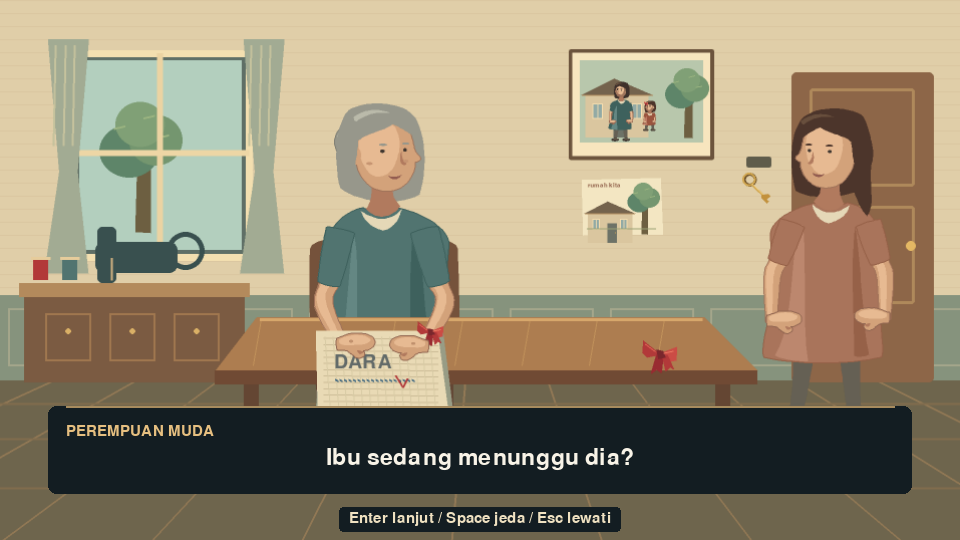 rumah kita
DARA
PEREMPUAN MUDA
Ibu sedang menunggu dia?
Enter lanjut / Space jeda / Esc lewati